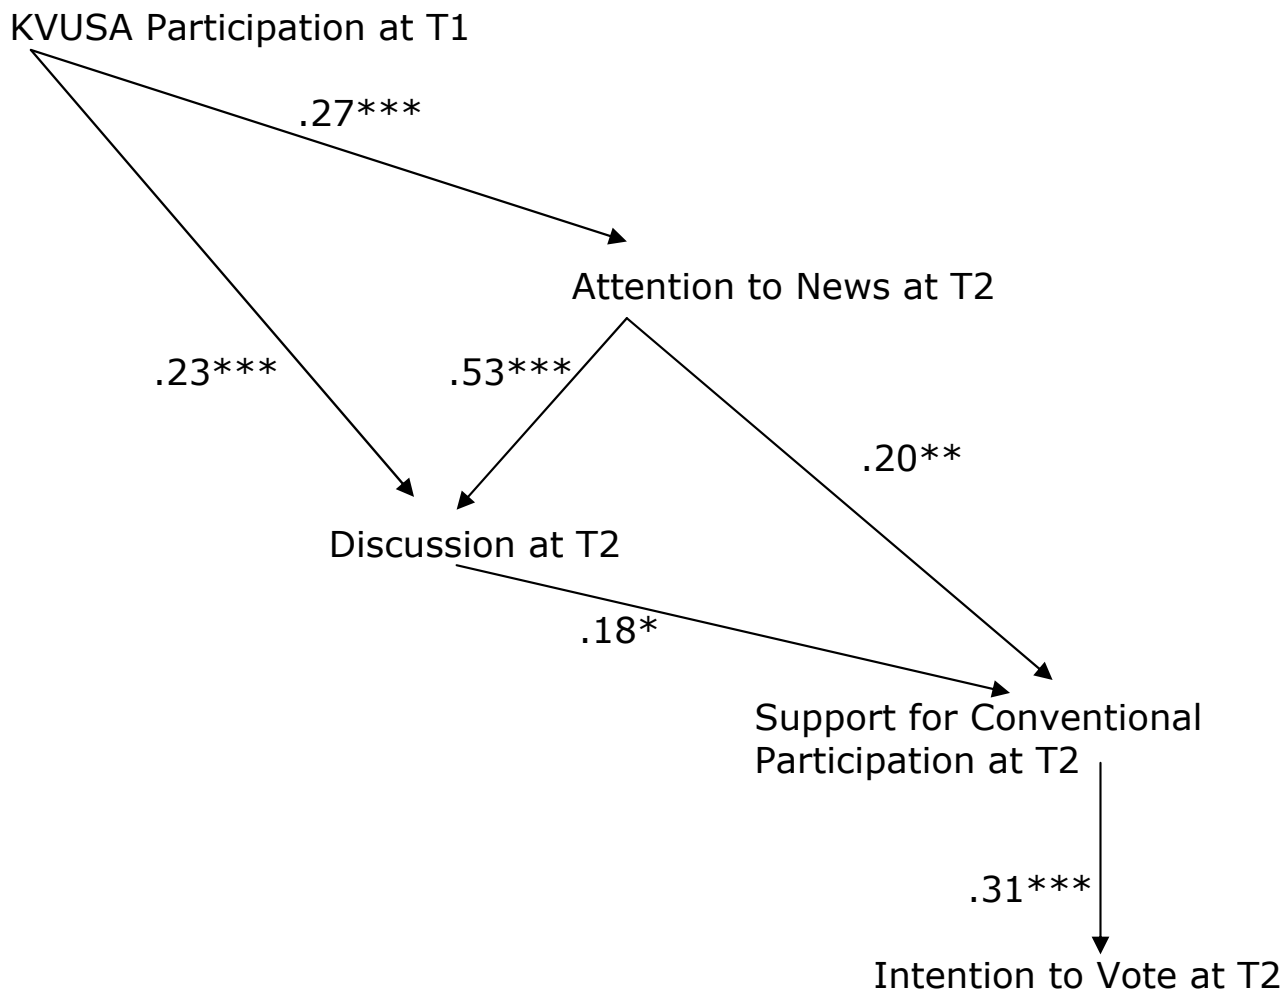 KVUSA Participation at T1
.27***
Attention to News at T2
.23***
.53***
.20**
Discussion at T2
.18*
Support for Conventional
Participation at T2
.31***
Intention to Vote at T2